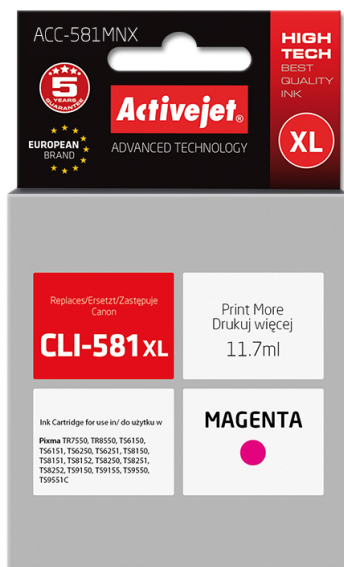 ACC-581MNX
5
YEARS
GUARANTEE
EUROPEAN
BRAND
Activejet®
ADVANCED TECHNOLOGY
HIGH
TECH
BEST
QUALITY
INK
XL
Replaces/Ersetzt/Zastępuje
Canon
CLI-581 XL
Print More
Drukuj więcej
11.7ml
Ink Cartridge for use in/ do użytku w
Pixma TR7550, TR8550, TS6150,
TS6151, TS6250, TS6251, TS8150,
TS8151, TS8152, TS8250, TS8251,
TS8252, TS9150, TS9155, TS9550,
TS9551C
MAGENTA